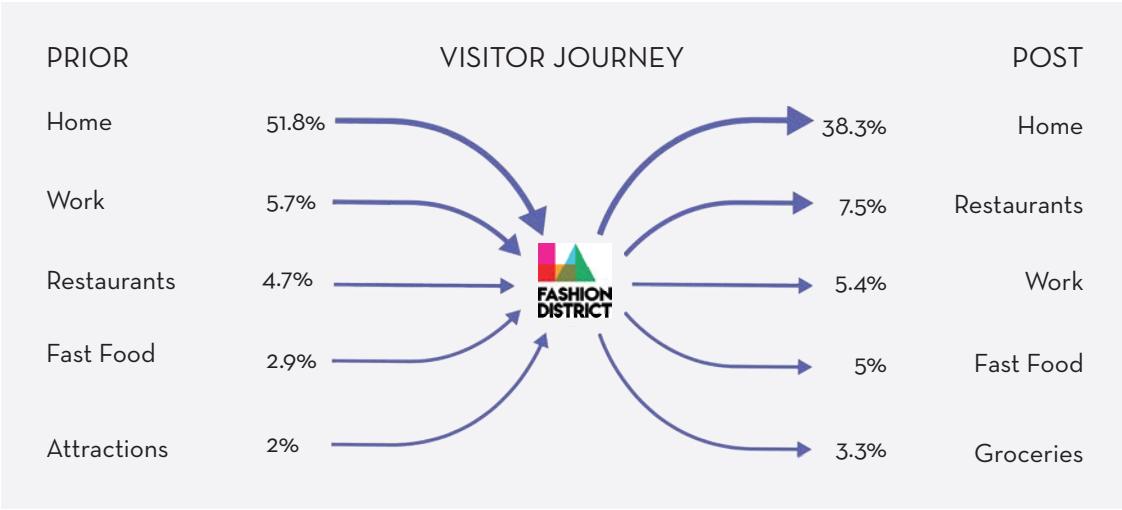 PRIOR VISITOR JOURNEY POST
Home 51.8% 38.3% Home
Work 5.7% 7.5% Restaurants
Restaurants 4.7% 5.4% Work
FASHION
DISTRICT
Fast Food 2.9% 5% Fast Food
Attractions 2% 3.3% Groceries